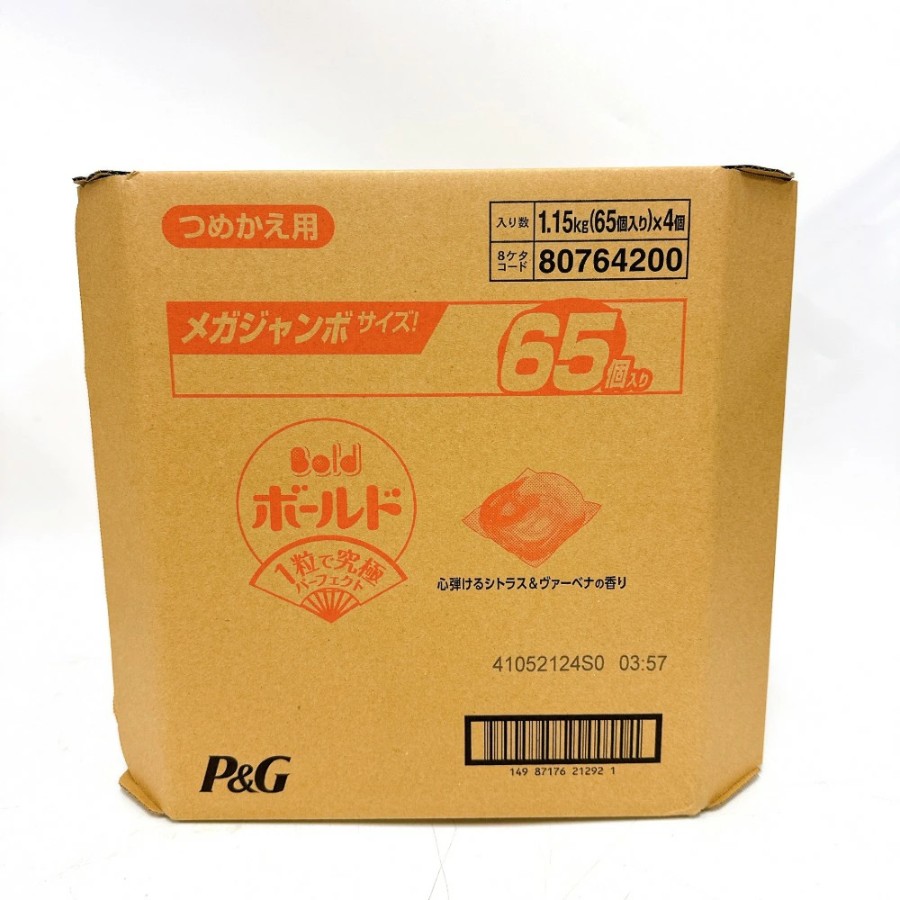 つめかえ用
入り数 1.15kg(65個入り)×4個
8ケタコード 80764200
メガジャンボサイズ!
65個入り
Bold
ボールド
1粒で究極
パーフェクト
心弾けるシトラス&ヴァーベナの香り
41052124S0 03:57
149 87176 21292 1
P&G